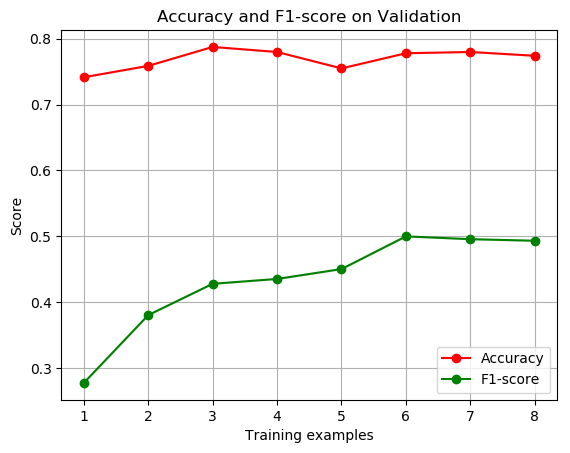 Accuracy and F1-score on Validation
0.8
0.7
0.6
0.5
0.4
0.3
Score
Accuracy
F1-score
1 2 3 4 5 6 7 8
Training examples